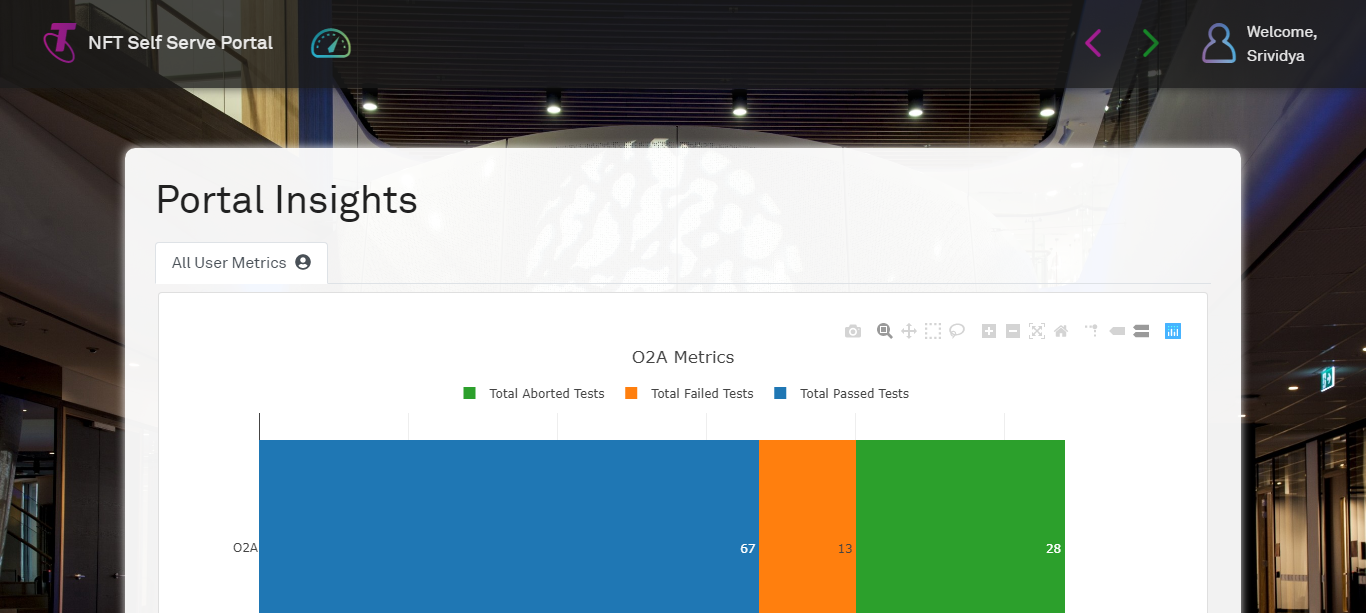 NFT Self Serve Portal
Welcome,
Srividya
Portal Insights
All User Metrics
O2A Metrics
Total Aborted Tests
Total Failed Tests
Total Passed Tests
O2A
67
13
28